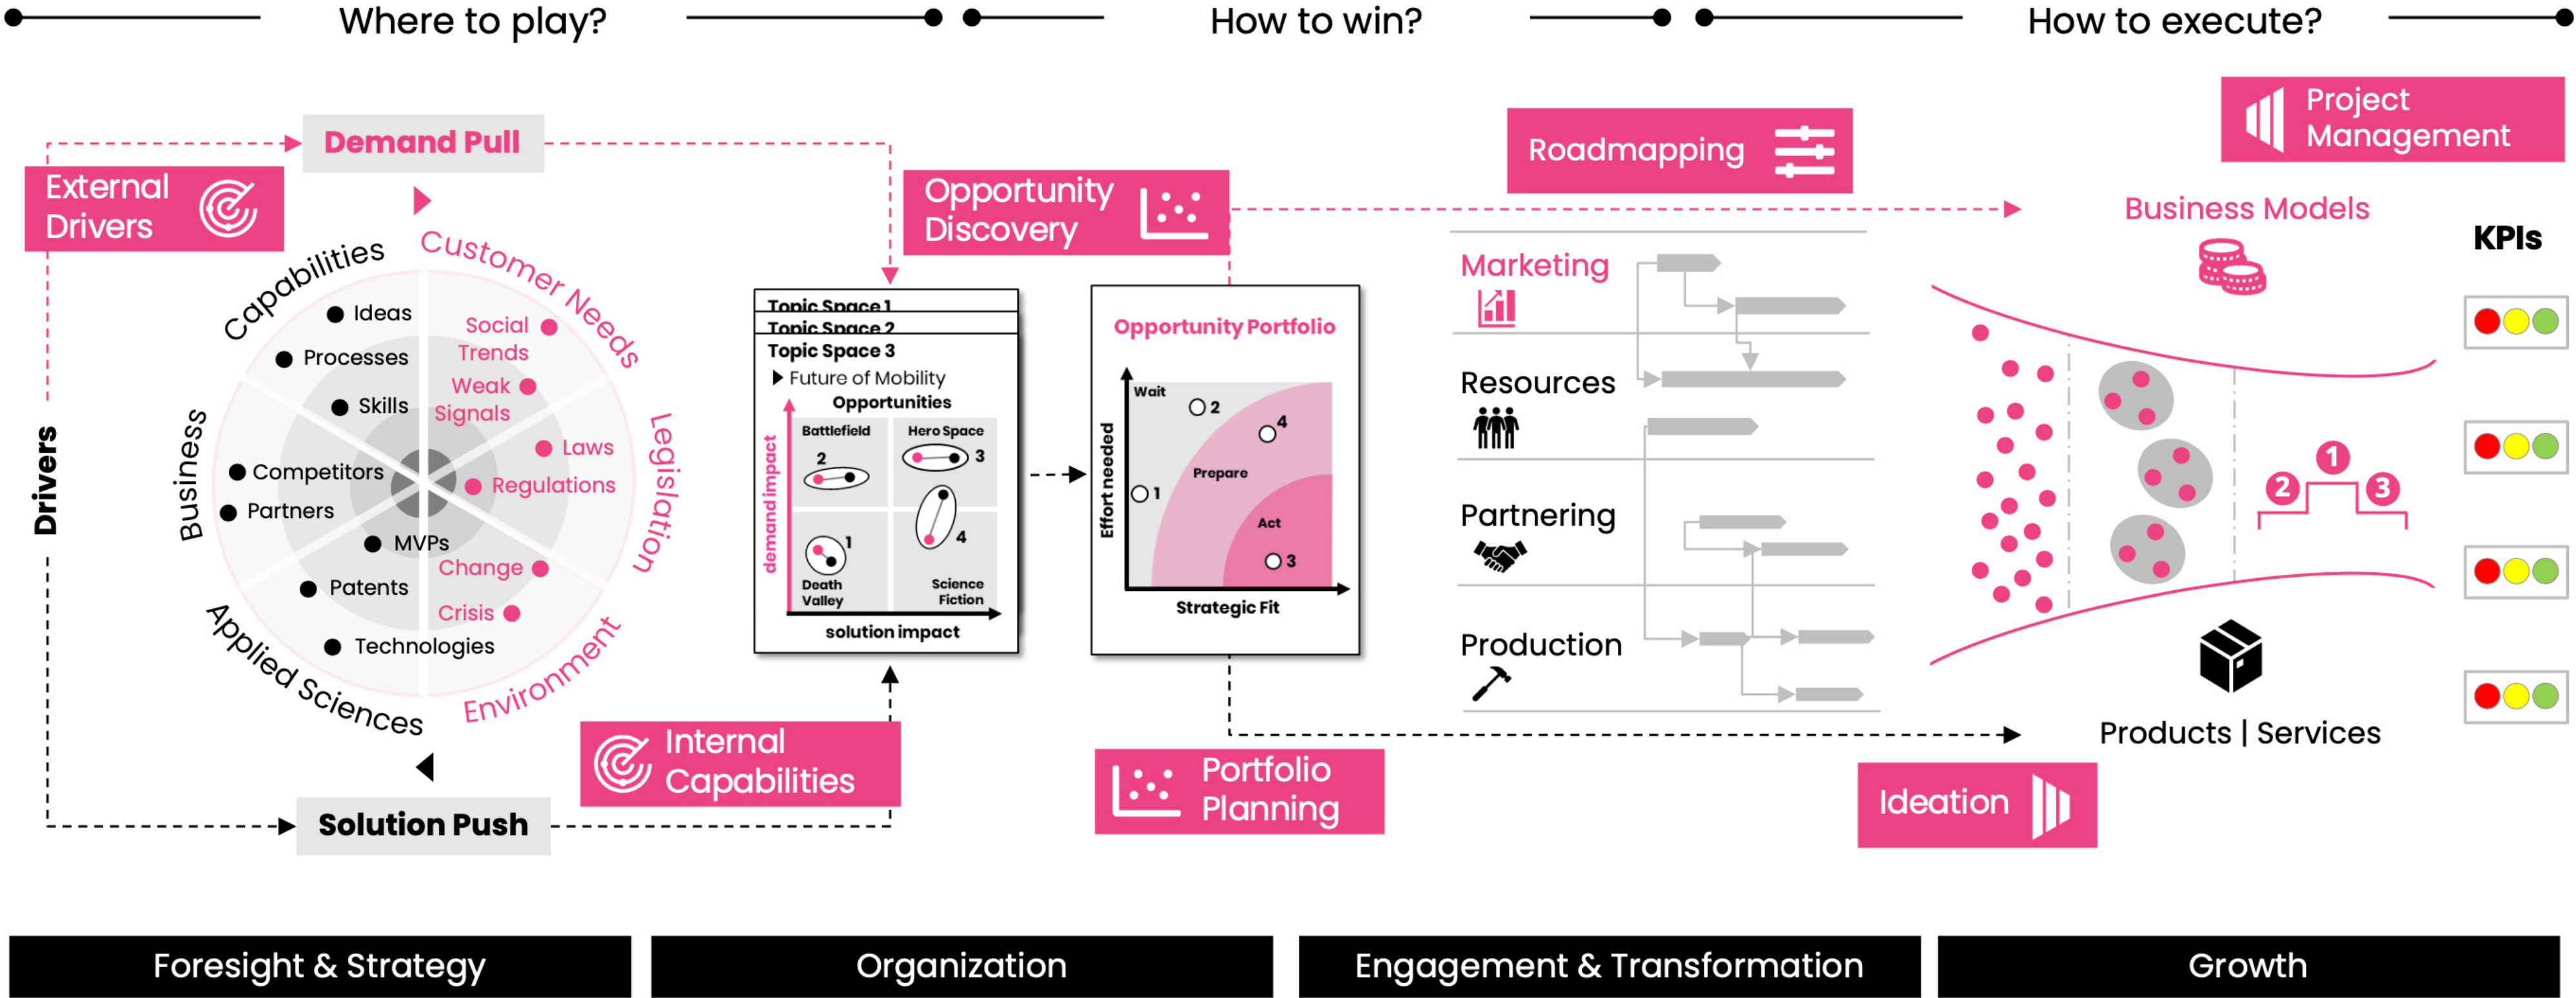 Where to play?
How to win?
How to execute?
Demand Pull
External
Drivers
Drivers
Capabilities
Customer Needs
Legislation
Environment
Applied Sciences
Business
Ideas
Processes
Skills
Competitors
Partners
MVPs
Patents
Technologies
Social
Trends
Weak
Signals
Laws
Regulations
Change
Crisis
Solution Push
Internal
Capabilities
Topic Space 1
Topic Space 2
Topic Space 3
Future of Mobility
Opportunities
demand impact
Battlefield
2
Hero Space
3
1
Death
Valley
4
Science
Fiction
solution impact
Opportunity
Discovery
Opportunity Portfolio
Effort needed
Wait
2
4
Prepare
1
Act
3
Strategic Fit
Portfolio
Planning
Roadmapping
Marketing
Resources
Partnering
Production
Project
Management
Business Models
KPIs
1
2
3
Products | Services
Ideation
Foresight & Strategy
Organization
Engagement & Transformation
Growth